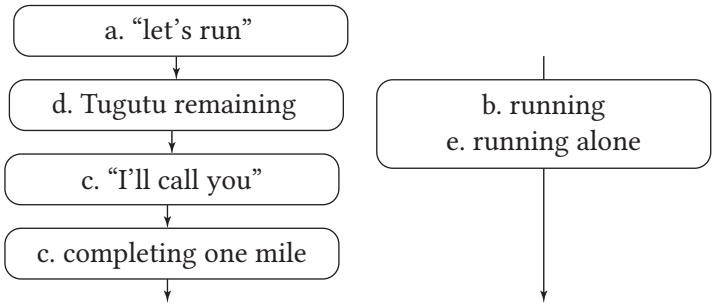 a. “let’s run”
d. Tugutu remaining
c. “I’ll call you”
c. completing one mile
b. running
e. running alone